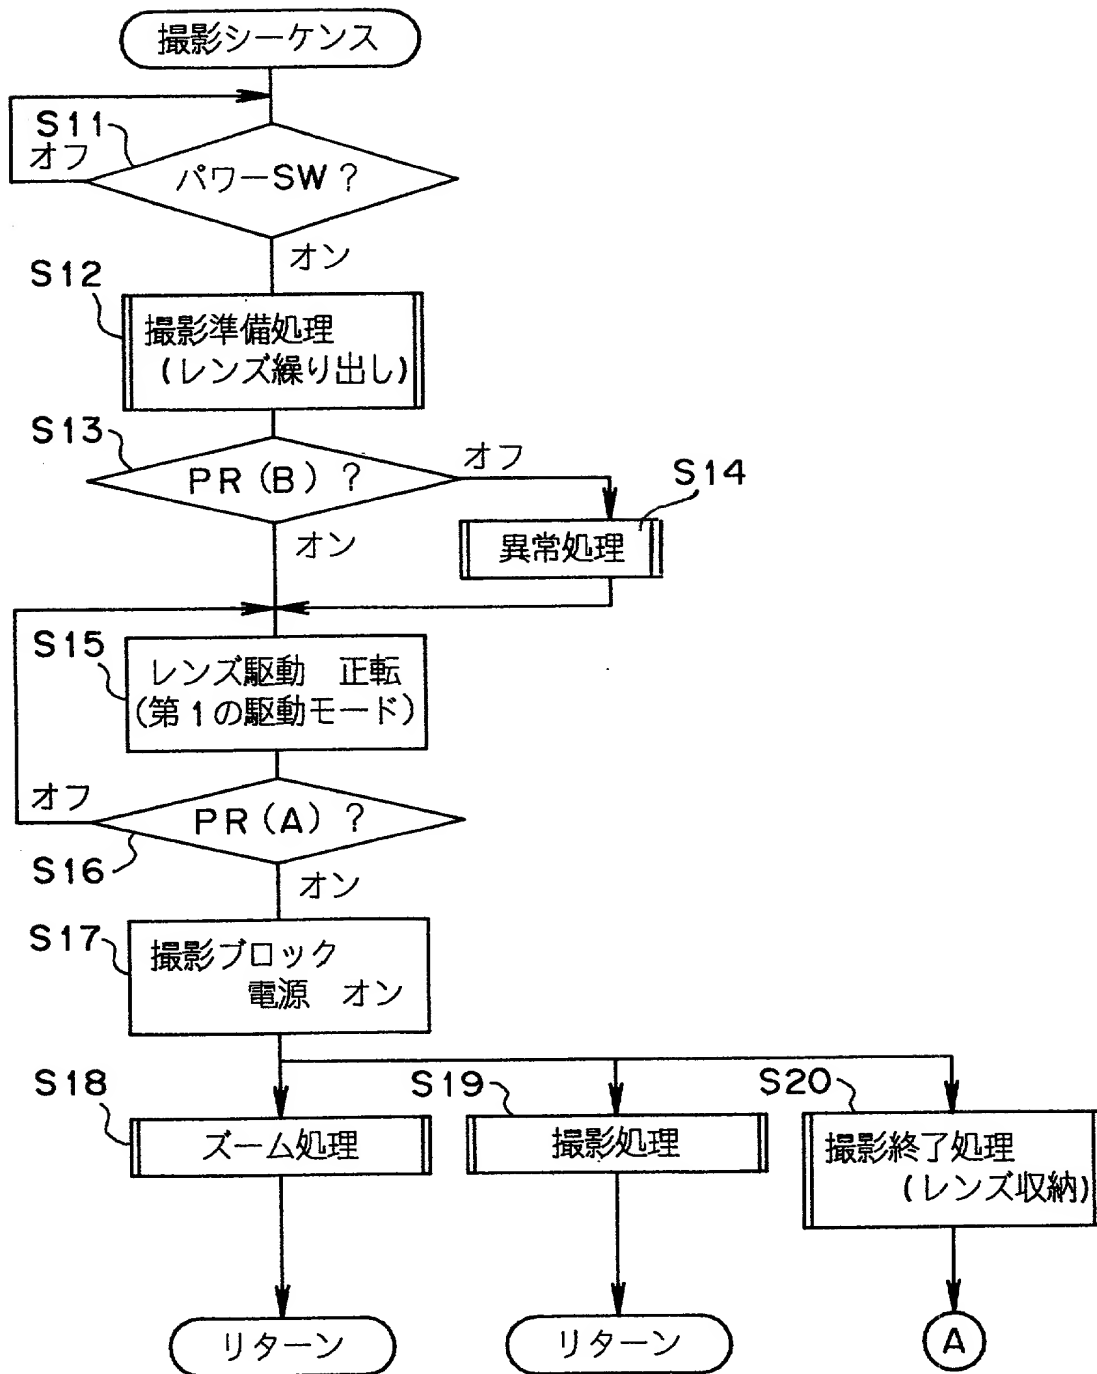 撮影シーケンス
S11
オフ
パワーSW？
オン
S12
撮影準備処理
(レンズ繰り出し)
S13
PR(B)？
オフ
S14
オン
異常処理
S15
レンズ駆動 正転
(第1の駆動モード)
オフ
PR(A)？
S16
オン
S17
撮影ブロック
電源 オン
S18
S19
S20
ズーム処理
撮影処理
撮影終了処理
(レンズ収納)
リターン
リターン
A